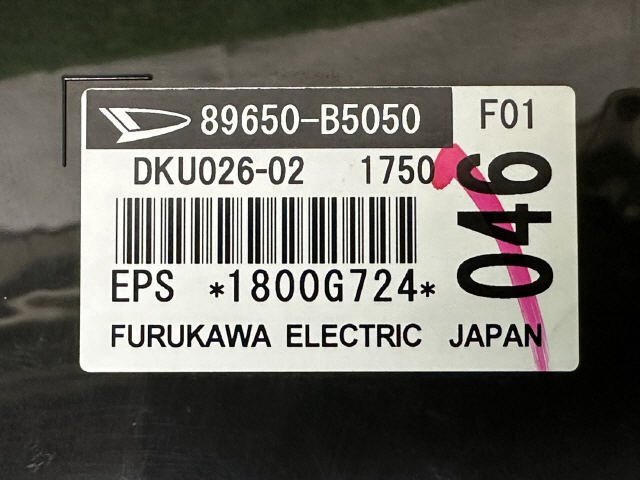 89650-B5050
F01
DKU026-02 1750
046
EPS *1800G724*
FURUKAWA ELECTRIC JAPAN